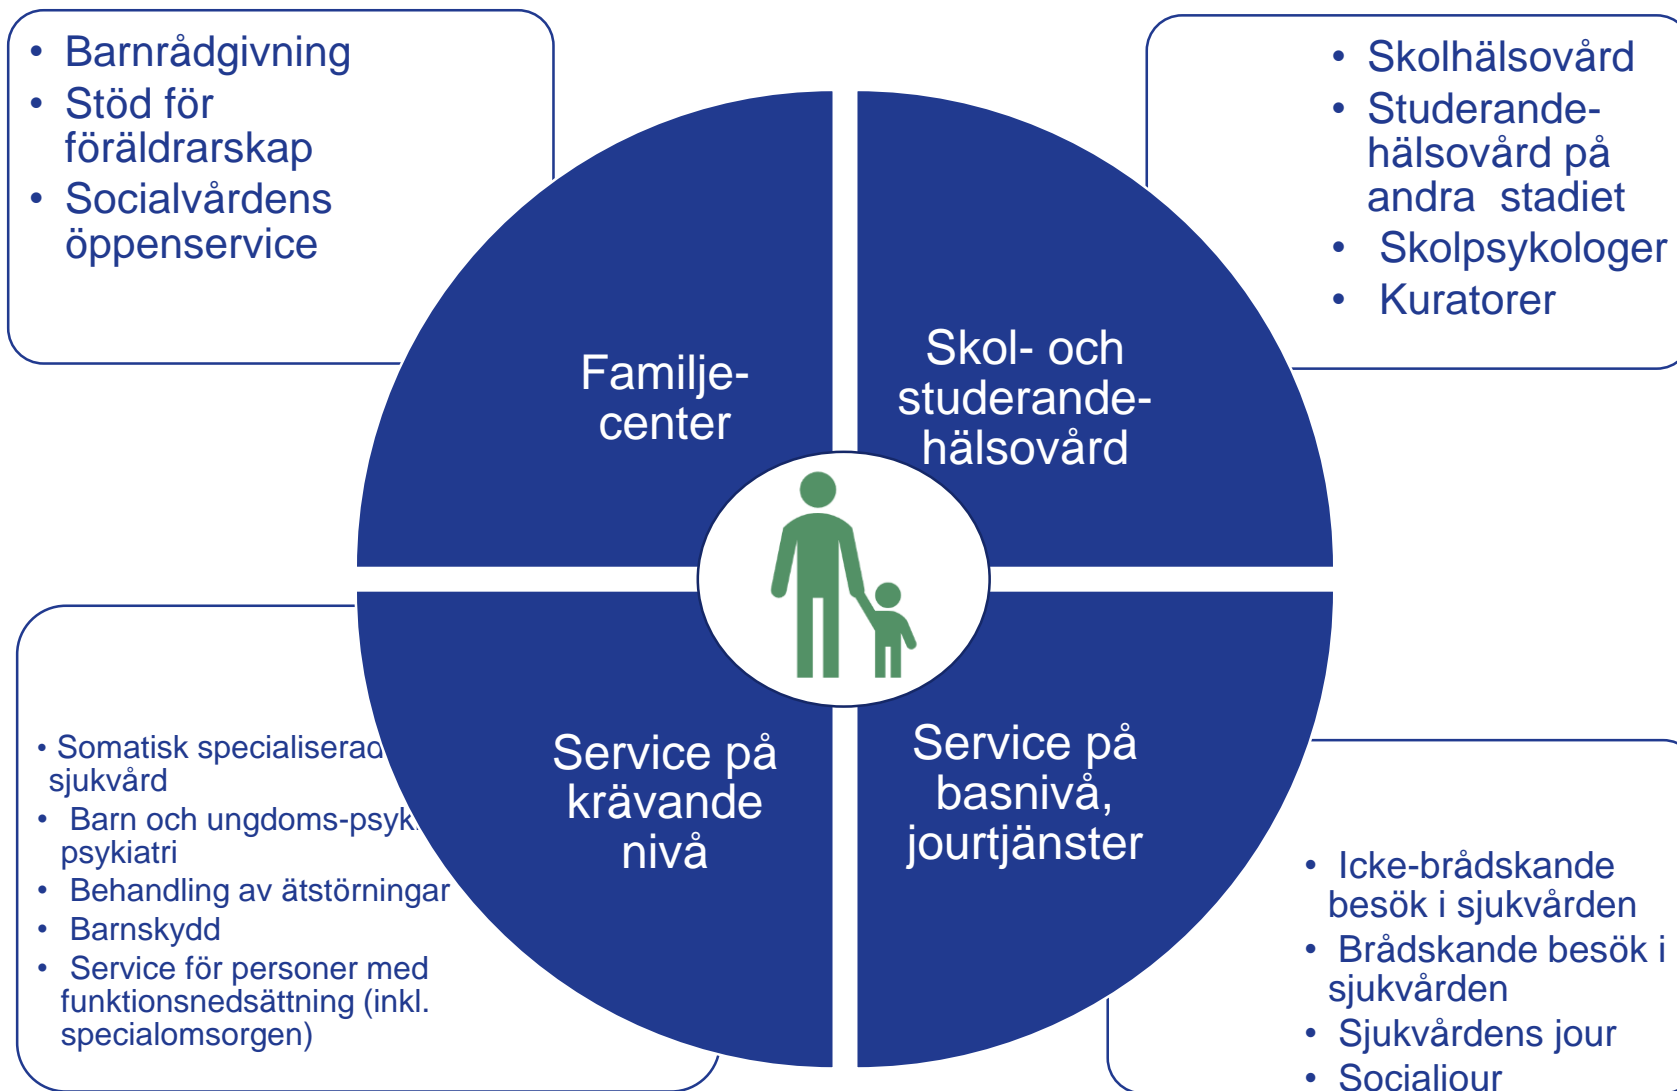 • Barnrådgivning
• Stöd för
föräldrarskap
• Socialvårdens
öppenservice
• Skolhälsovård
• Studerande-
hälsovård på
andra stadiet
• Skolpsykologer
• Kuratorer
Familje-
center
Skol- och
studerande-
hälsovård
Service på
krävande
nivå
Service på
basnivå,
jourtjänster
• Somatisk specialiserad
sjukvård
• Barn och ungdoms-psyk
psykiatri
• Behandling av ätstörningar
• Barnskydd
• Service för personer med
funktionsnedsättning (inkl.
specialomsorgen)
• Icke-brådskande
besök i sjukvården
• Brådskande besök i
sjukvården
• Sjukvårdens jour
• Socialjour